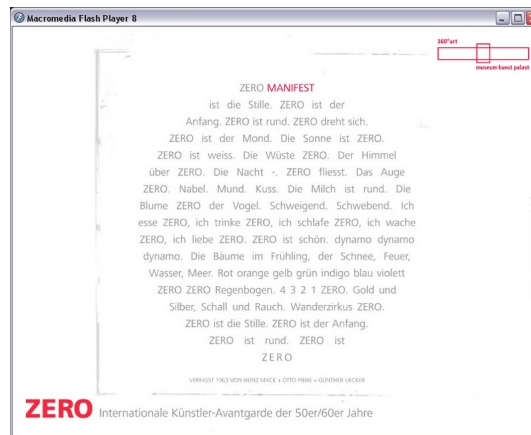 Macromedia Flash Player 8
360°art
museum kunst palast
ZERO MANIFEST
ist die Stille. ZERO ist der
Anfang. ZERO ist rund. ZERO dreht sich.
ZERO ist der Mond. Die Sonne ist ZERO.
ZERO ist weiss. Die Wüste ZERO. Der Himmel
über ZERO. Die Nacht -. ZERO fliesst. Das Auge
ZERO. Nabel. Mund. Kuss. Die Milch ist rund. Die
Blume ZERO der Vogel. Schweigend. Schwebend. Ich
esse ZERO, ich trinke ZERO, ich schlafe ZERO, ich wache
ZERO, ich liebe ZERO. ZERO ist schön. dynamo dynamo
dynamo. Die Bäume im Frühling, der Schnee, Feuer,
Wasser, Meer. Rot orange gelb grün indigo blau violett
ZERO ZERO Regenbogen. 4 3 2 1 ZERO. Gold und
Silber, Schall und Rauch. Wanderzirkus ZERO.
ZERO ist die Stille. ZERO ist der Anfang.
ZERO ist rund. ZERO ist
ZERO
VERFASST 1963 VON HEINZ MACK + OTTO PIENE + GÜNTHER UECKER
ZERO Internationale Künstler-Avantgarde der 50er/60er Jahre